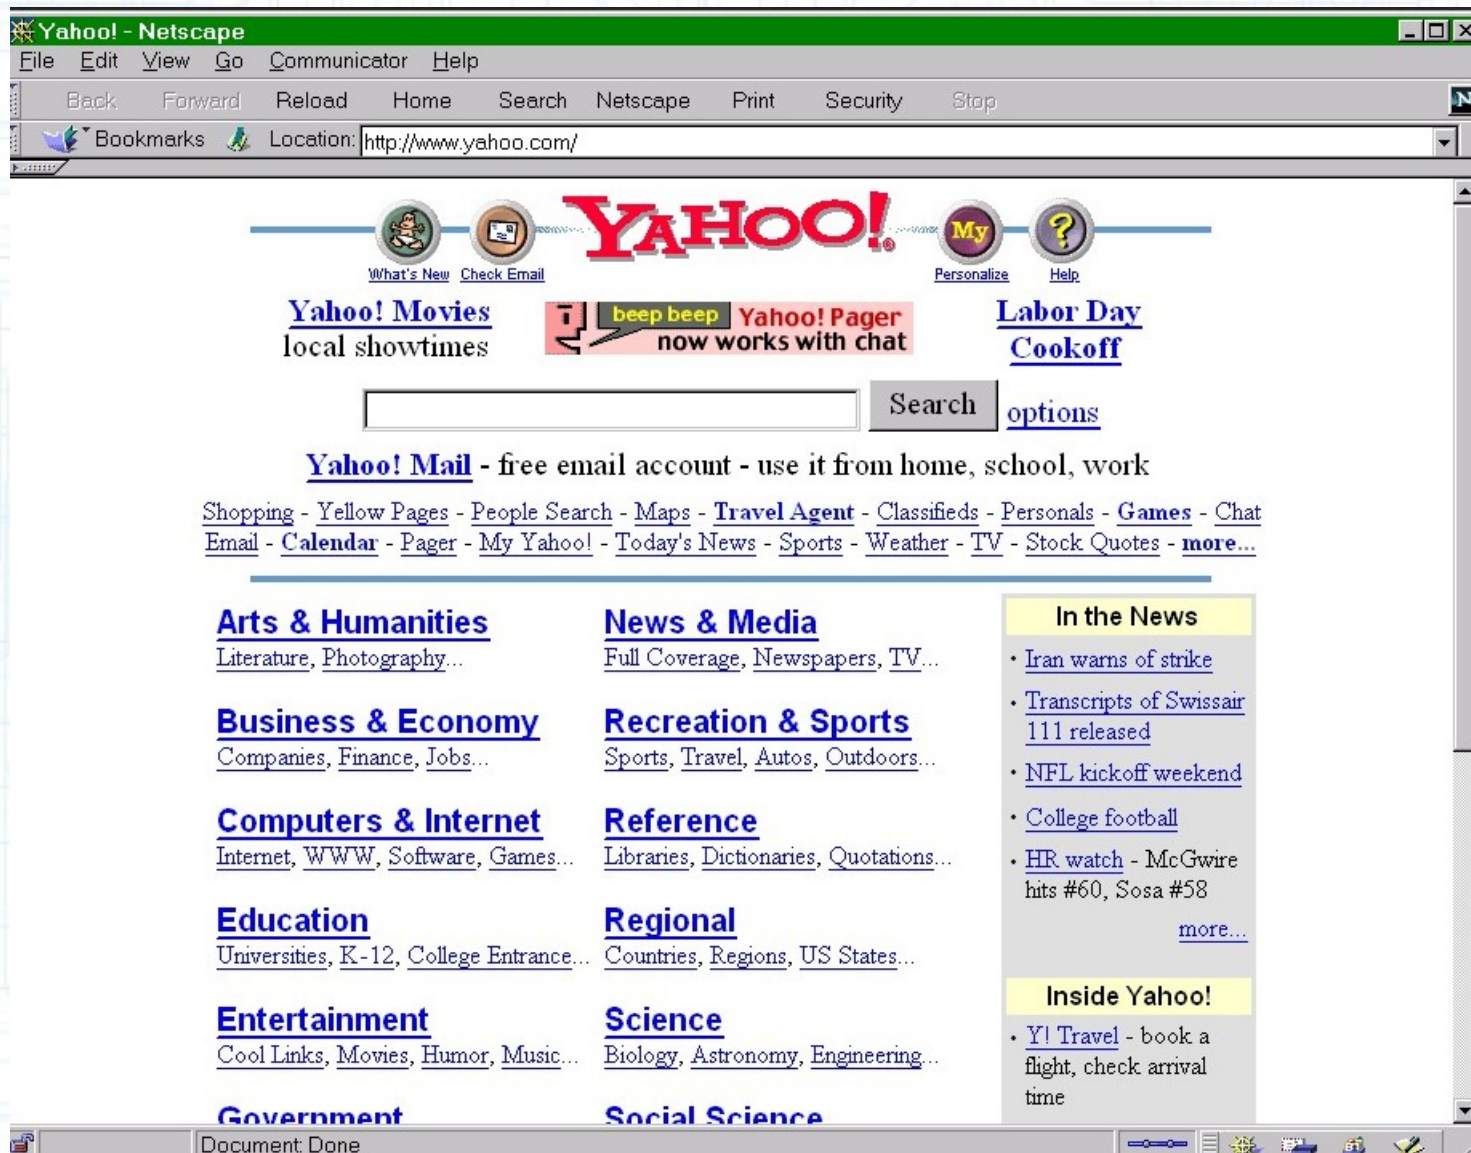 Yahoo! - Netscape
File Edit View Go Communicator Help
Back Forward Reload Home Search Netscape Print Security Stop
N
Bookmarks Location: http://www.yahoo.com/
YAHOO!
My
?
What's New Check Email Personalize Help
Yahoo! Movies
local showtimes
beep beep Yahoo! Pager
now works with chat
Labor Day
Cookoff
Search options
Yahoo! Mail - free email account - use it from home, school, work
Shopping - Yellow Pages - People Search - Maps - Travel Agent - Classifieds - Personals - Games - Chat
Email - Calendar - Pager - My Yahoo! - Today's News - Sports - Weather - TV - Stock Quotes - more...
Arts & Humanities
Literature, Photography...
Business & Economy
Companies, Finance, Jobs...
Computers & Internet
Internet, WWW, Software, Games...
Education
Universities, K-12, College Entrance...
Entertainment
Cool Links, Movies, Humor, Music...
Government
News & Media
Full Coverage, Newspapers, TV...
Recreation & Sports
Sports, Travel, Autos, Outdoors...
Reference
Libraries, Dictionaries, Quotations...
Regional
Countries, Regions, US States...
Science
Biology, Astronomy, Engineering...
Social Science
In the News
· Iran warns of strike
· Transcripts of Swissair
111 released
· NFL kickoff weekend
· College football
· HR watch - McGwire
hits #60, Sosa #58
more...
Inside Yahoo!
· Y! Travel - book a
flight, check arrival
time
Document: Done